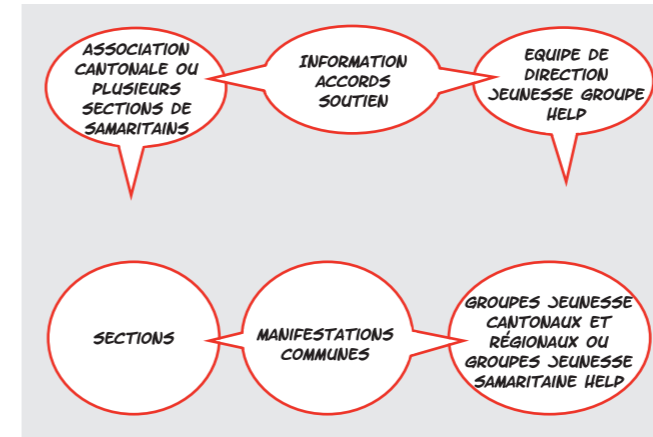 ASSOCIATION
CANTONALE OU
PLUSIEURS
SECTIONS DE
SAMARITAINS
INFORMATION
ACCORDS
SOUTIEN
EQUIPE DE
DIRECTION
JEUNESSE GROUPE
HELP
SECTIONS
MANIFESTATIONS
COMMUNES
GROUPES JEUNESSE
CANTONAUX ET
RÉGIONAUX OU
GROUPES JEUNESSE
SAMARITAINE HELP